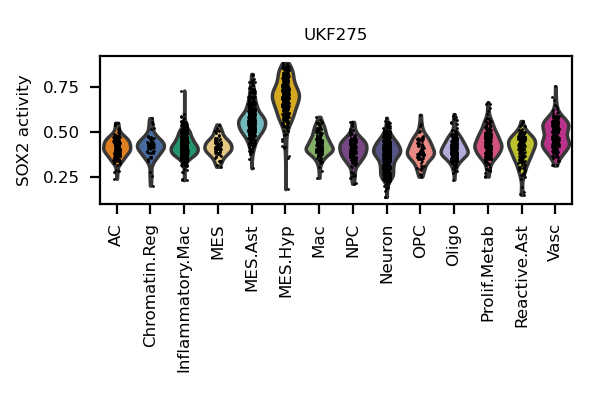 UKF275
SOX2 activity
0.75
0.50
0.25
AC
Chromatin.Reg
Inflammatory.Mac
MES
MES.Ast
MES.Hyp
Mac
NPC
Neuron
OPC
Oligo
Prolif.Metab
Reactive.Ast
Vasc